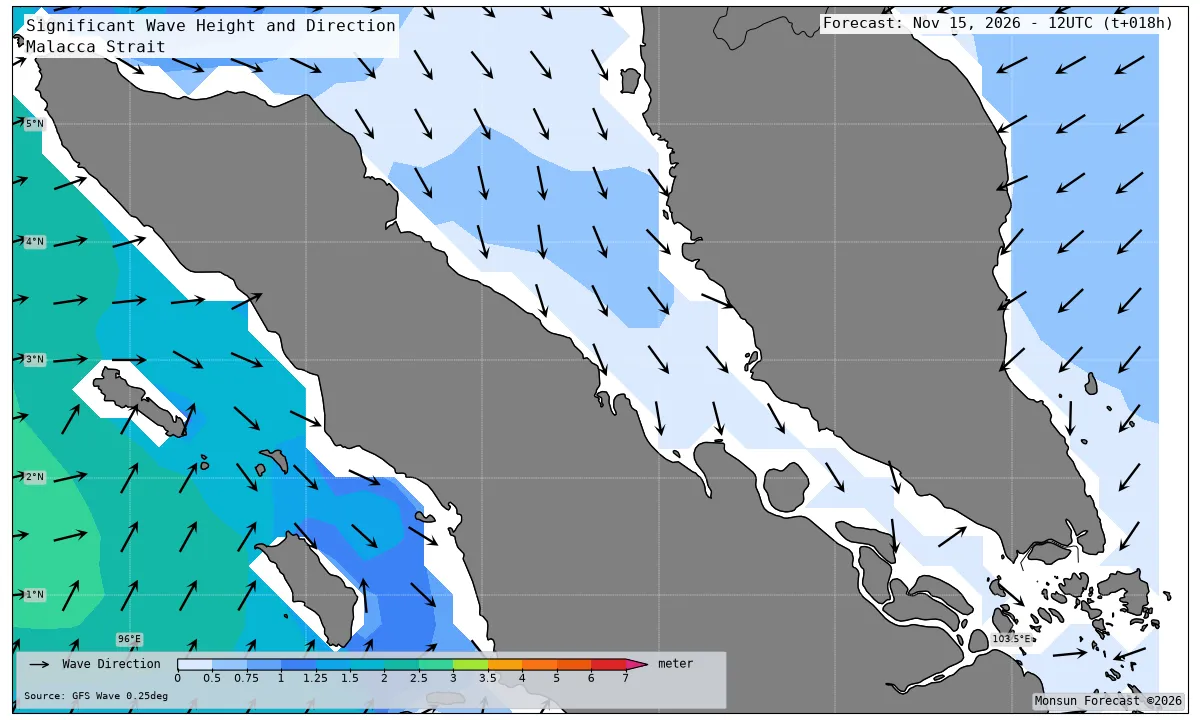 Significant Wave Height and Direction
Malacca Strait
Forecast: Nov 15, 2026 - 12UTC (t+018h)
5°N
4°N
3°N
2°N
1°N
96°E
103.5°E
Wave Direction
0 0.5 0.75 1 1.25 1.5 2 2.5 3 3.5 4 5 6 7
meter
Source: GFS Wave 0.25deg
Monsun Forecast ©2026